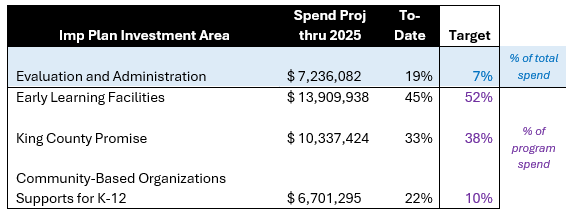 Imp Plan Investment Area Spend Proj thru 2025 To-Date Target
Evaluation and Administration $ 7,236,082 19% 7% % of total spend
Early Learning Facilities $ 13,909,938 45% 52%
King County Promise $ 10,337,424 33% 38% % of program spend
Community-Based Organizations
Supports for K-12 $ 6,701,295 22% 10%